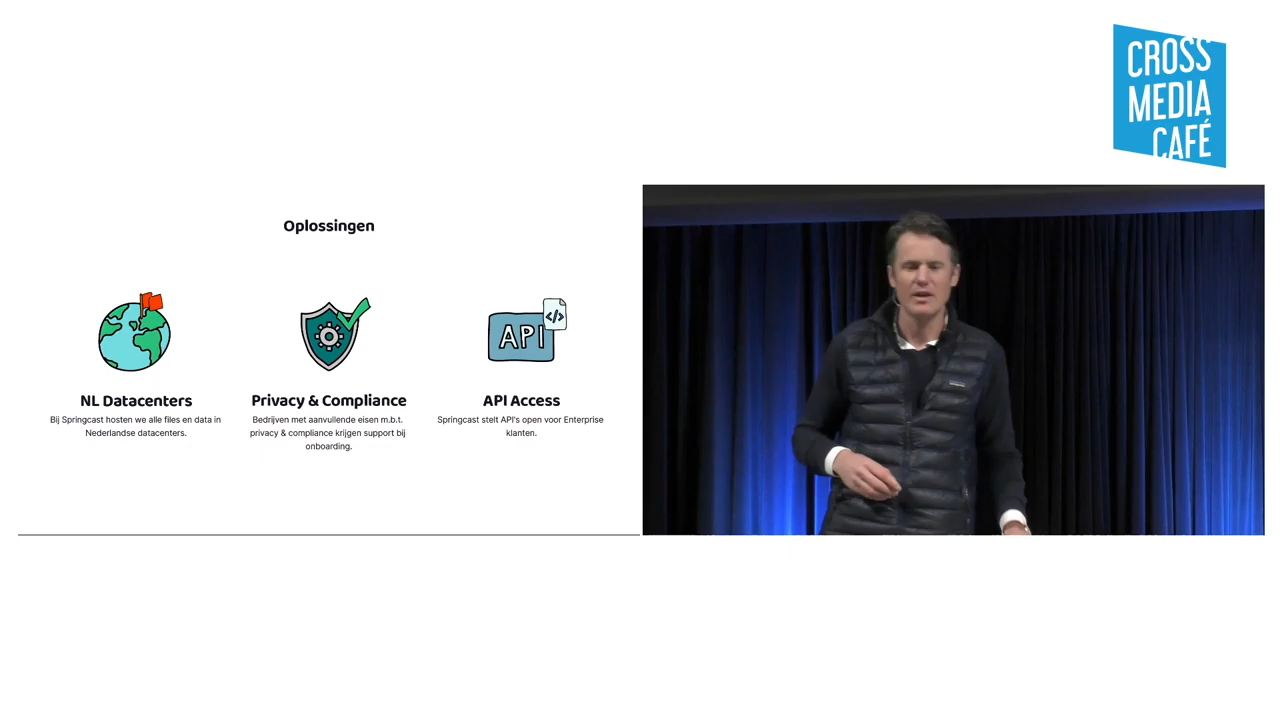 CROSS
MEDIA
CAFÉ
Oplossingen
API
</>
NL Datacenters
Bij Springcast hosten we alle files en data in
Nederlandse datacenters.
Privacy & Compliance
Bedrijven met aanvullende eisen m.b.t.
privacy & compliance krijgen support bij
onboarding.
API Access
Springcast stelt API's open voor Enterprise
klanten.